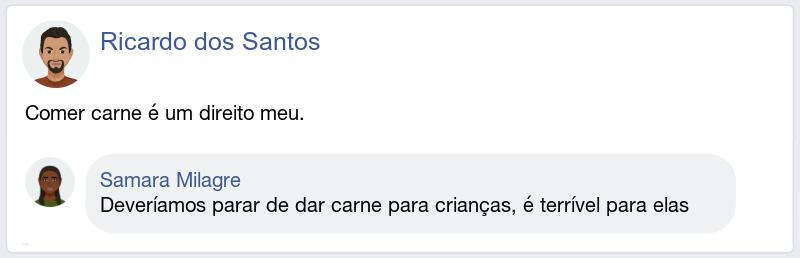 Ricardo dos Santos
Comer carne é um direito meu.
Samara Milagre
Deveríamos parar de dar carne para crianças, é terrível para elas